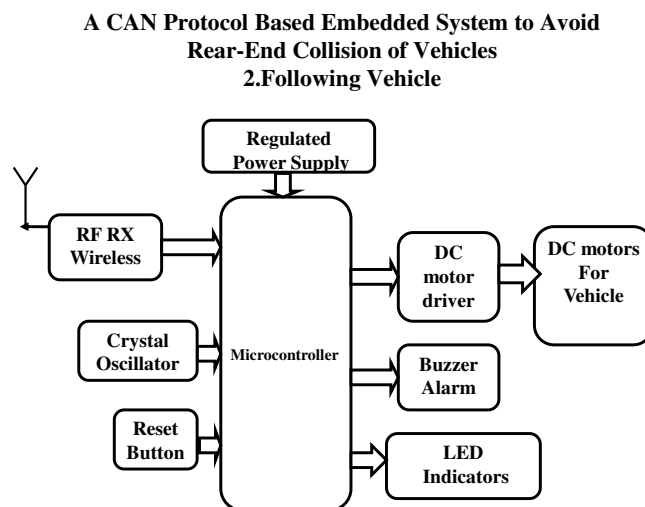 A CAN Protocol Based Embedded System to Avoid
Rear-End Collision of Vehicles
2.Following Vehicle
Regulated
Power Supply
RF RX
Wireless
DC
motor
driver
DC motors
For
Vehicle
Crystal
Oscillator
Microcontroller
Buzzer
Alarm
Reset
Button
LED
Indicators